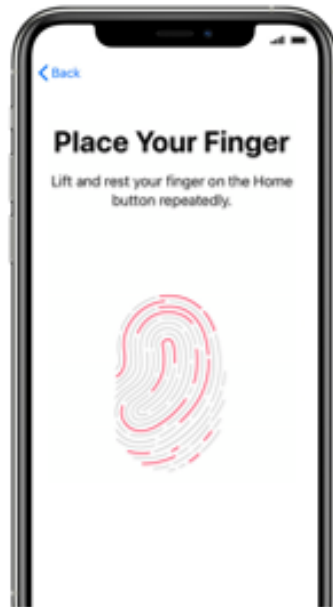 Back
Place Your Finger
Lift and rest your finger on the Home
button repeatedly.